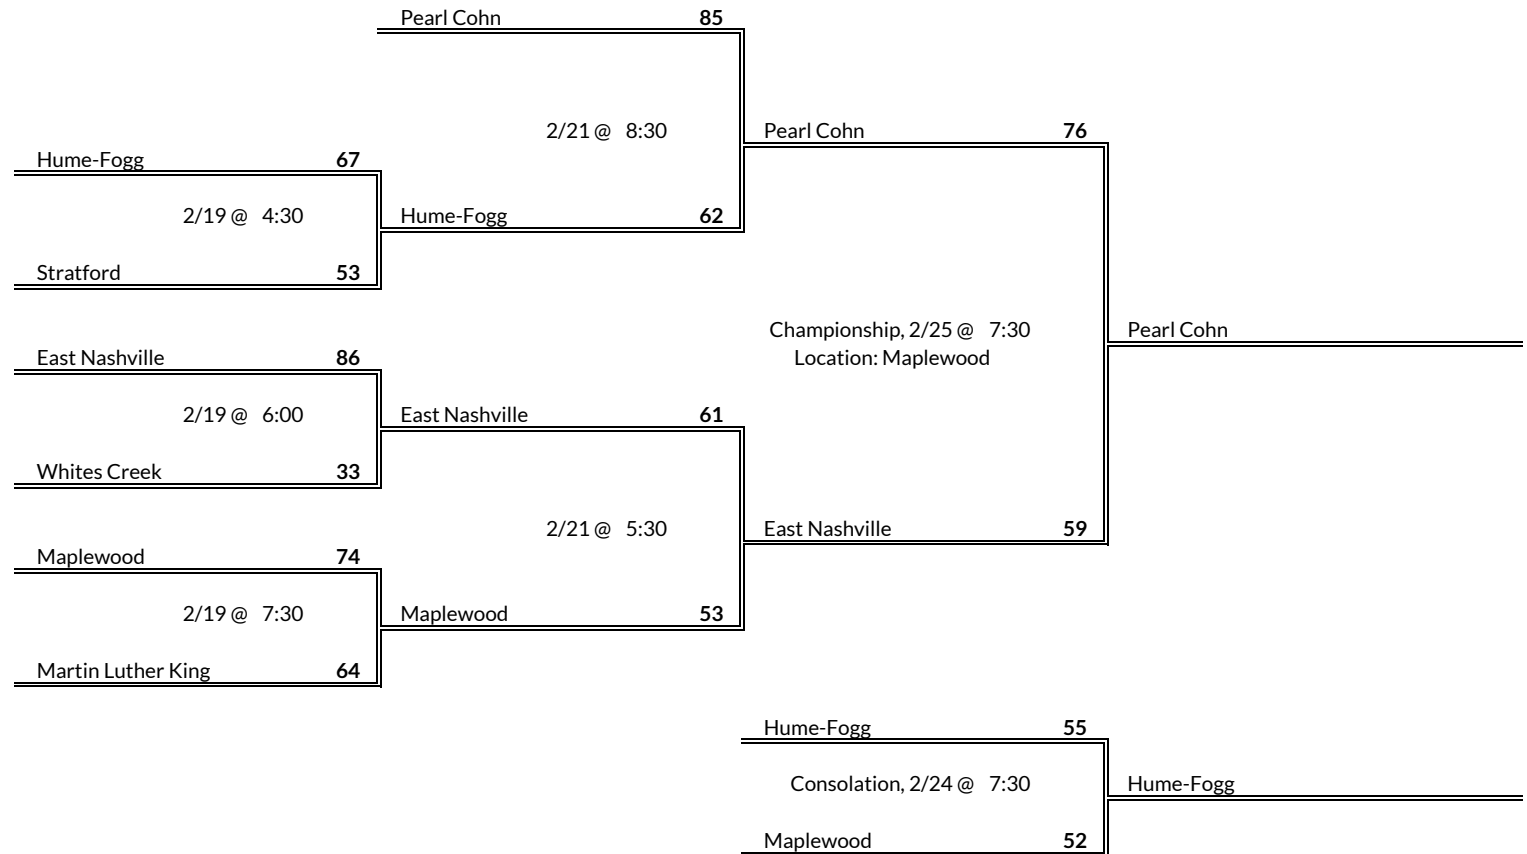 Pearl Cohn 85
2/21 @ 8:30
Pearl Cohn 76
Hume-Fogg 67
2/19 @ 4:30
Hume-Fogg 62
Stratford 53
Championship, 2/25 @ 7:30
Pearl Cohn
East Nashville 86
Location: Maplewood
2/19 @ 6:00
East Nashville 61
Whites Creek 33
2/21 @ 5:30
East Nashville 59
Maplewood 74
2/19 @ 7:30
Maplewood 53
Martin Luther King 64
Hume-Fogg 55
Consolation, 2/24 @ 7:30
Hume-Fogg
Maplewood 52